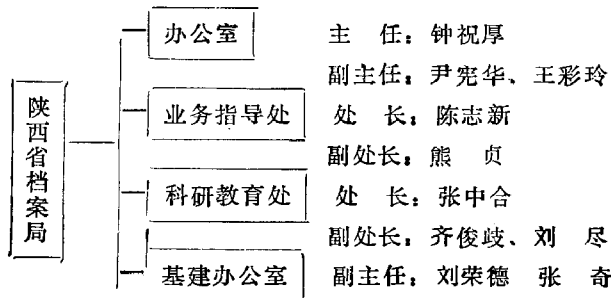 陕西省档案局
办公室 主 任：钟祝厚
副主任：尹宪华、王彩玲
业务指导处 处 长：陈志新
副处长：熊 贞
科研教育处 处 长：张中合
副处长：齐俊歧、刘 尽
基建办公室 副主任：刘荣德 张 奇